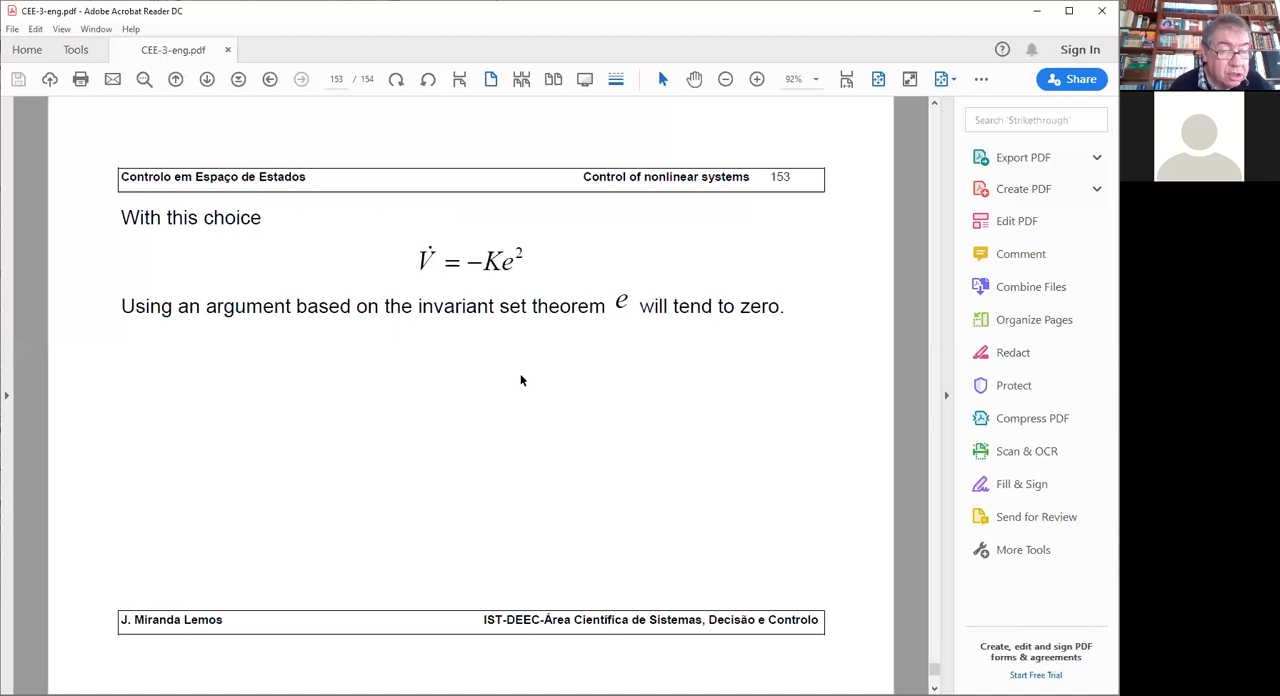 CEE-3-eng.pdf - Adobe Acrobat Reader DC
File Edit View Window Help
Home Tools CEE-3-eng.pdf × Sign In
153 / 154 92% Share
Search 'Strikethrough'
Export PDF
Create PDF
Edit PDF
Comment
Combine Files
Organize Pages
Redact
Protect
Compress PDF
Scan & OCR
Fill & Sign
Send for Review
More Tools
Create, edit and sign PDF
forms & agreements
Start Free Trial
Controlo em Espaço de Estados Control of nonlinear systems 153
With this choice
V̇ = −Ke²
Using an argument based on the invariant set theorem e will tend to zero.
J. Miranda Lemos IST-DEEC-Área Científica de Sistemas, Decisão e Controlo